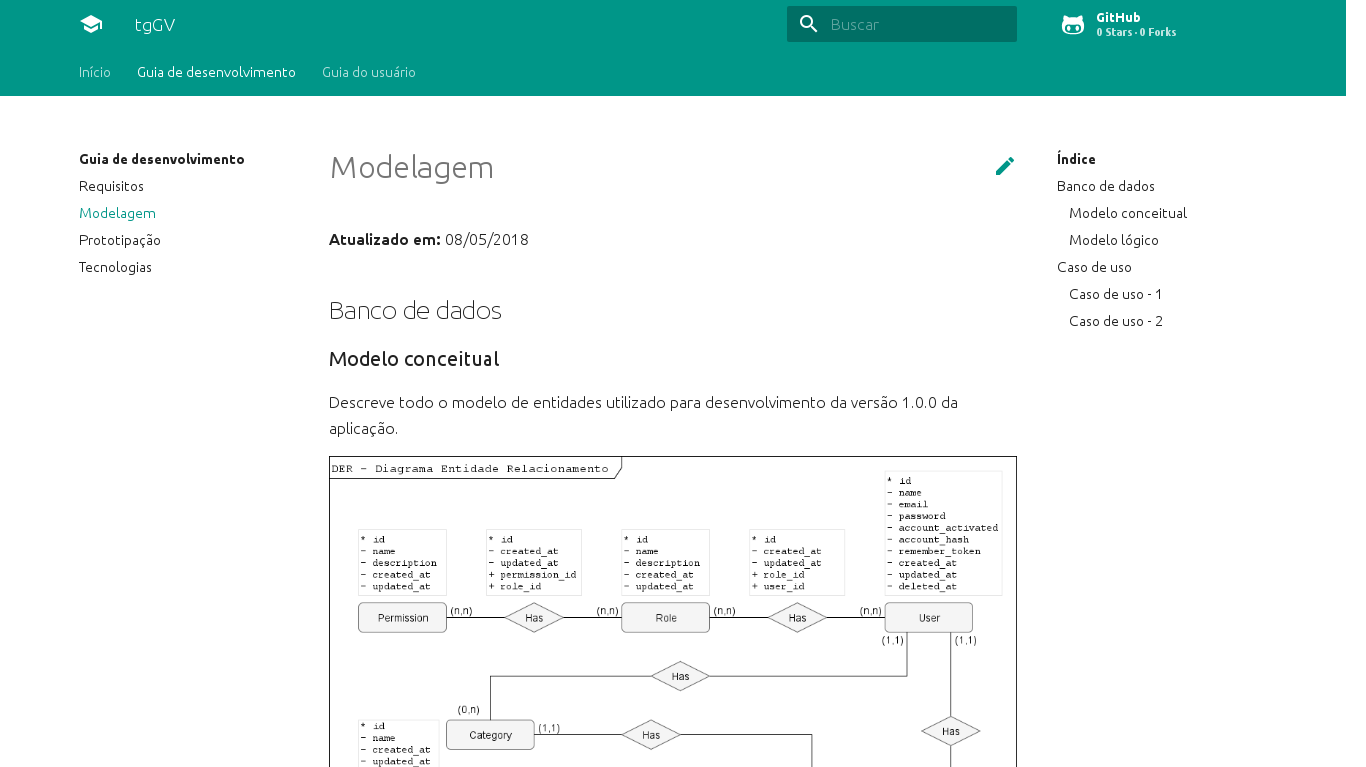 tgGV
Buscar
GitHub
0 Stars · 0 Forks
Início
Guia de desenvolvimento
Guia do usuário
Guia de desenvolvimento
Requisitos
Modelagem
Prototipação
Tecnologias
Modelagem
Atualizado em: 08/05/2018
Banco de dados
Modelo conceitual
Descreve todo o modelo de entidades utilizado para desenvolvimento da versão 1.0.0 da
aplicação.
Índice
Banco de dados
Modelo conceitual
Modelo lógico
Caso de uso
Caso de uso - 1
Caso de uso - 2
DER - Diagrama Entidade Relacionamento
* id
- name
- description
- created_at
- updated_at
* id
- created_at
- updated_at
+ permission_id
+ role_id
* id
- name
- description
- created_at
- updated_at
* id
- created_at
- updated_at
+ role_id
+ user_id
* id
- name
- email
- password
- account_activated
- account_hash
- remember_token
- created_at
- updated_at
- deleted_at
Permission
(n,n)
Has
(n,n)
Role
(n,n)
Has
(n,n)
User
(1,1)
(1,1)
Has
(0,n)
* id
- name
- created_at
- updated_at
Category
(1,1)
Has
Has